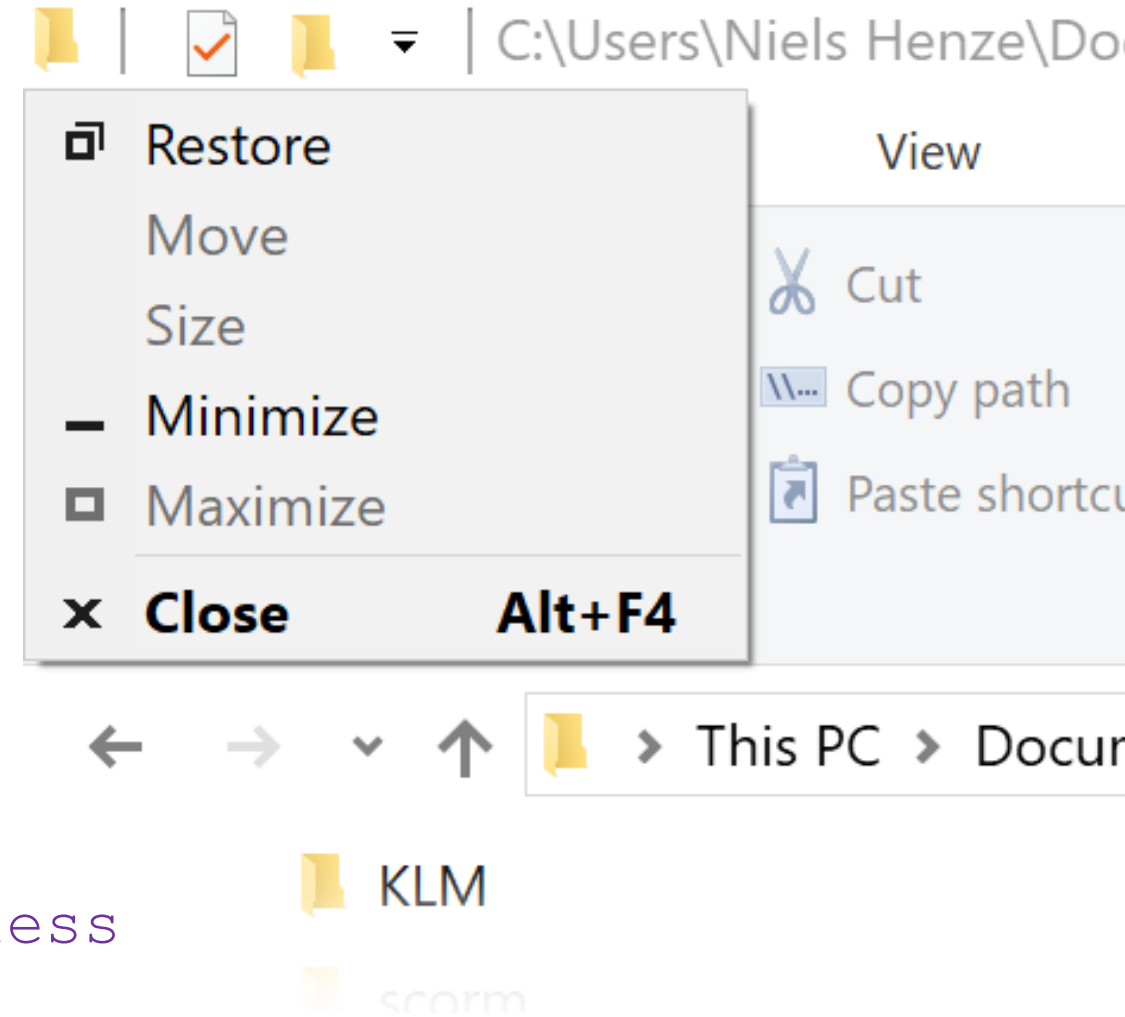 C:\Users\Niels Henze\Do
Restore
View
Move
Cut
Size
\\...
Copy path
Minimize
Maximize
Paste shortcu
Close Alt+F4
This PC > Docu
KLM
ess
scorm